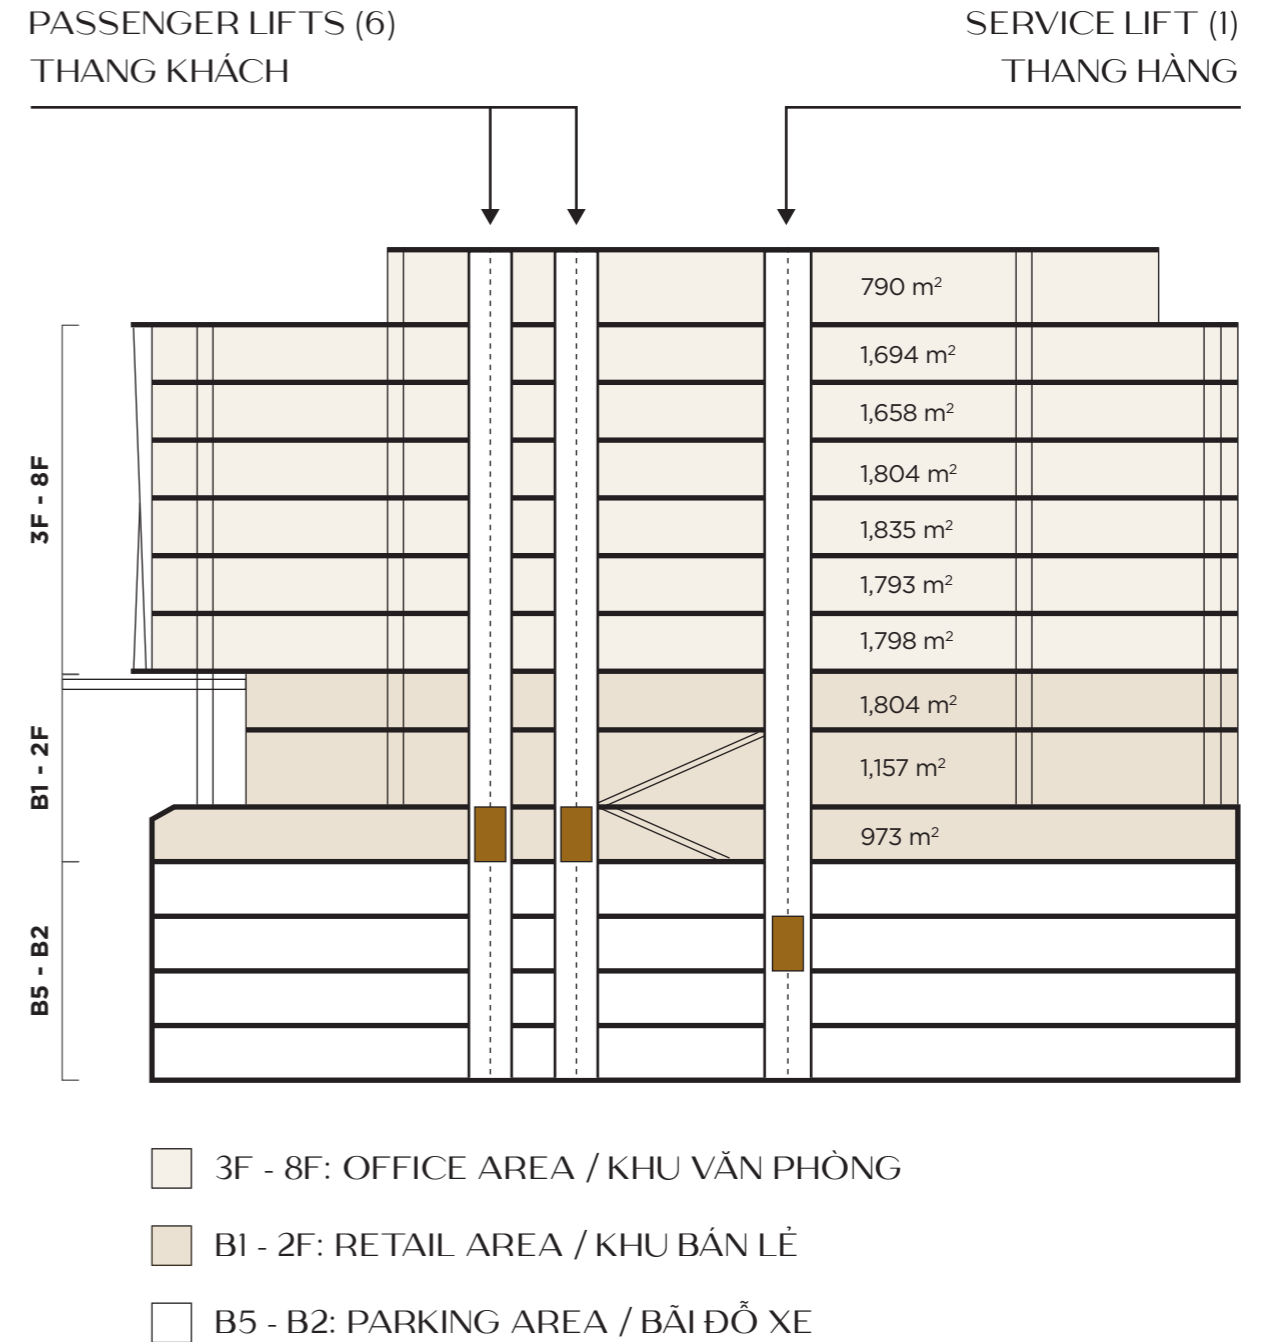 PASSENGER LIFTS (6)
THANG KHÁCH
SERVICE LIFT (1)
THANG HÀNG
790 m²
1,694 m²
1,658 m²
1,804 m²
1,835 m²
1,793 m²
1,798 m²
1,804 m²
1,157 m²
973 m²
3F - 8F
B1 - 2F
B5 - B2
3F - 8F: OFFICE AREA / KHU VĂN PHÒNG
B1 - 2F: RETAIL AREA / KHU BÁN LẺ
B5 - B2: PARKING AREA / BÃI ĐỖ XE